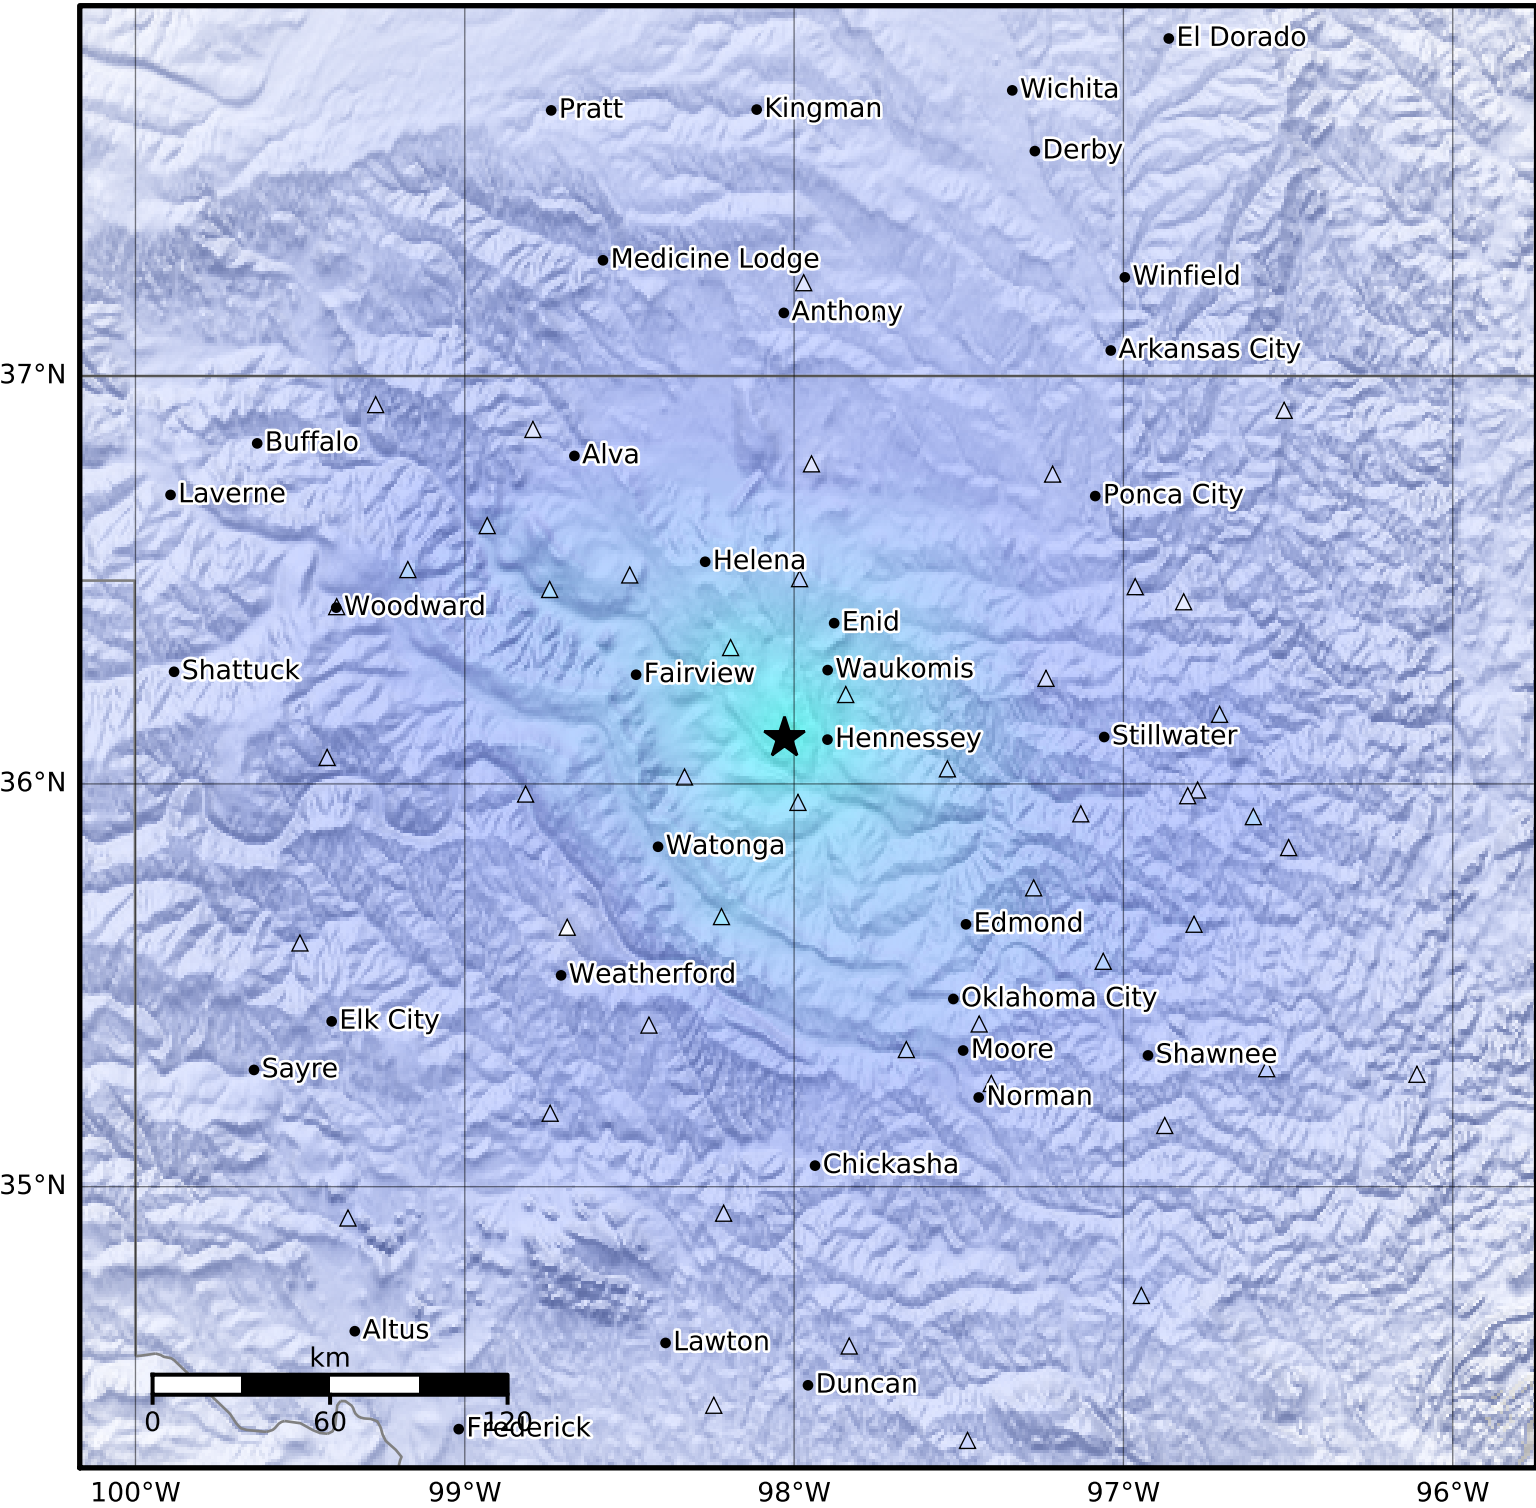 El Dorado
Wichita
Pratt
Kingman
Derby
Medicine Lodge
Winfield
Anthony
Arkansas City
37°N
Buffalo
Alva
Laverne
Ponca City
Helena
Woodward
Enid
Shattuck
Fairview
Waukomis
Hennessey
Stillwater
36°N
Watonga
Edmond
Weatherford
Oklahoma City
Elk City
Moore
Shawnee
Sayre
Norman
Chickasha
35°N
Altus
Lawton
km
Duncan
0 60 120
Frederick
100°W 99°W 98°W 97°W 96°W